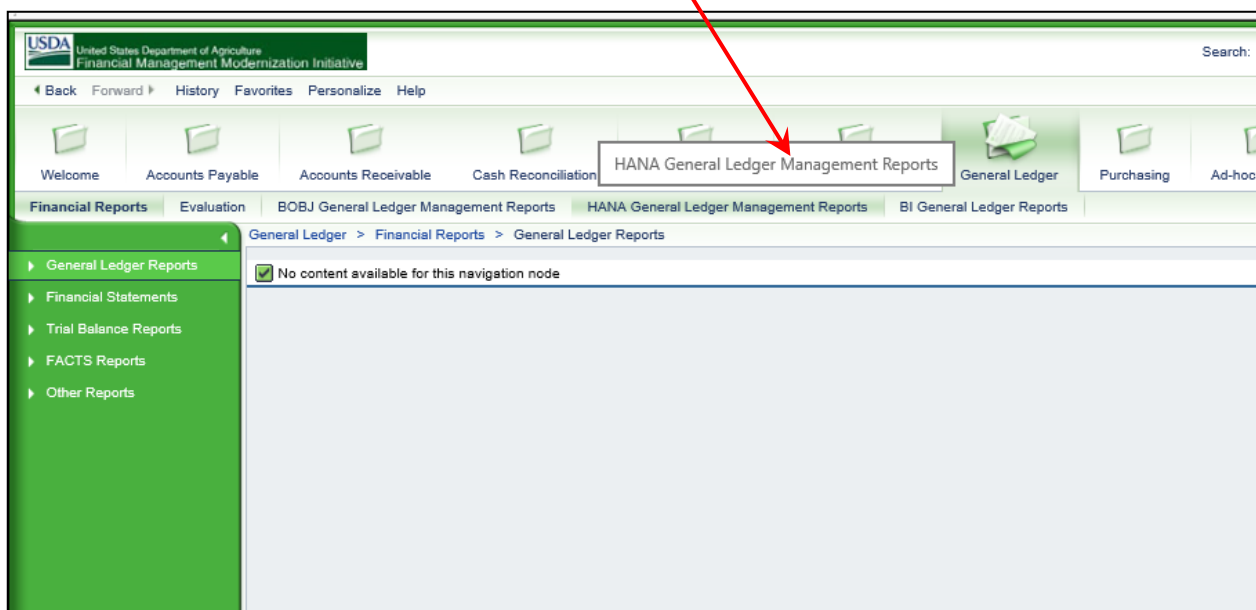 USDA United States Department of Agriculture
Financial Management Modernization Initiative
Search:
Back Forward History Favorites Personalize Help
Welcome Accounts Payable Accounts Receivable Cash Reconciliation General Ledger Purchasing Ad-hoc
HANA General Ledger Management Reports
Financial Reports Evaluation BOBJ General Ledger Management Reports HANA General Ledger Management Reports BI General Ledger Reports
General Ledger > Financial Reports > General Ledger Reports
No content available for this navigation node
General Ledger Reports
Financial Statements
Trial Balance Reports
FACTS Reports
Other Reports